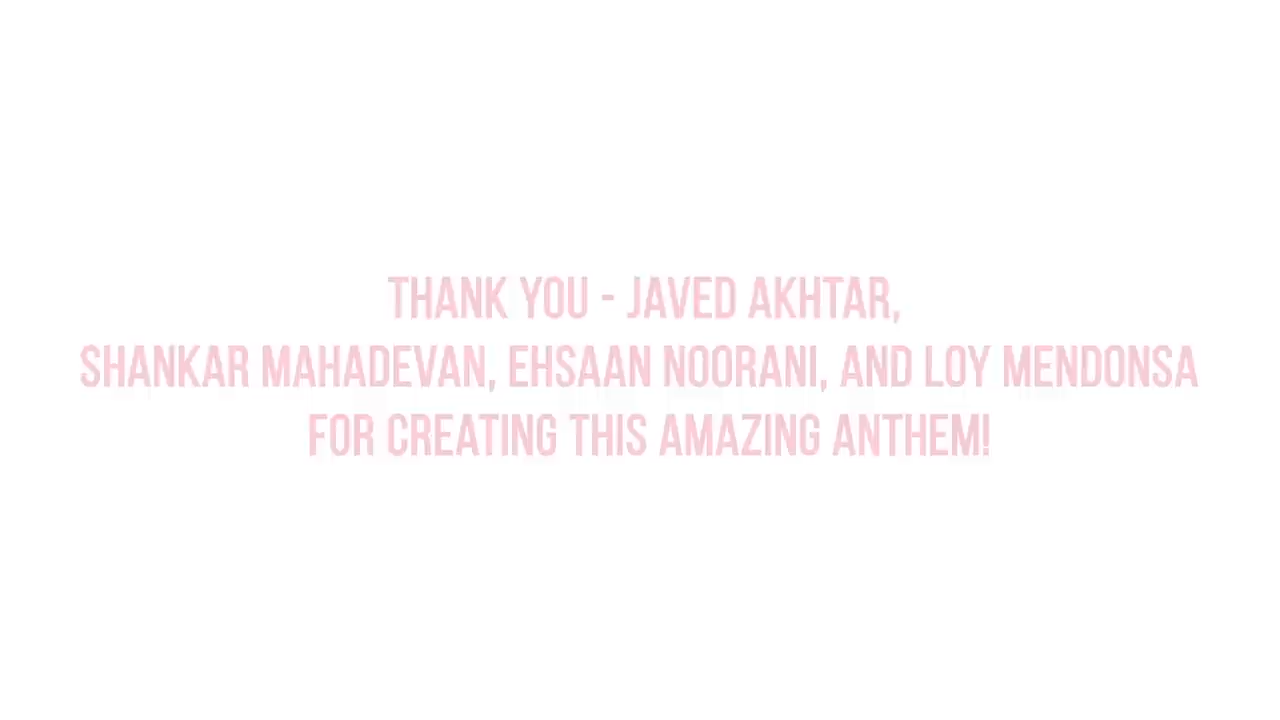 THANK YOU - JAVED AKHTAR,
SHANKAR MAHADEVAN, EHSAAN NOORANI, AND LOY MENDONSA
FOR CREATING THIS AMAZING ANTHEM!